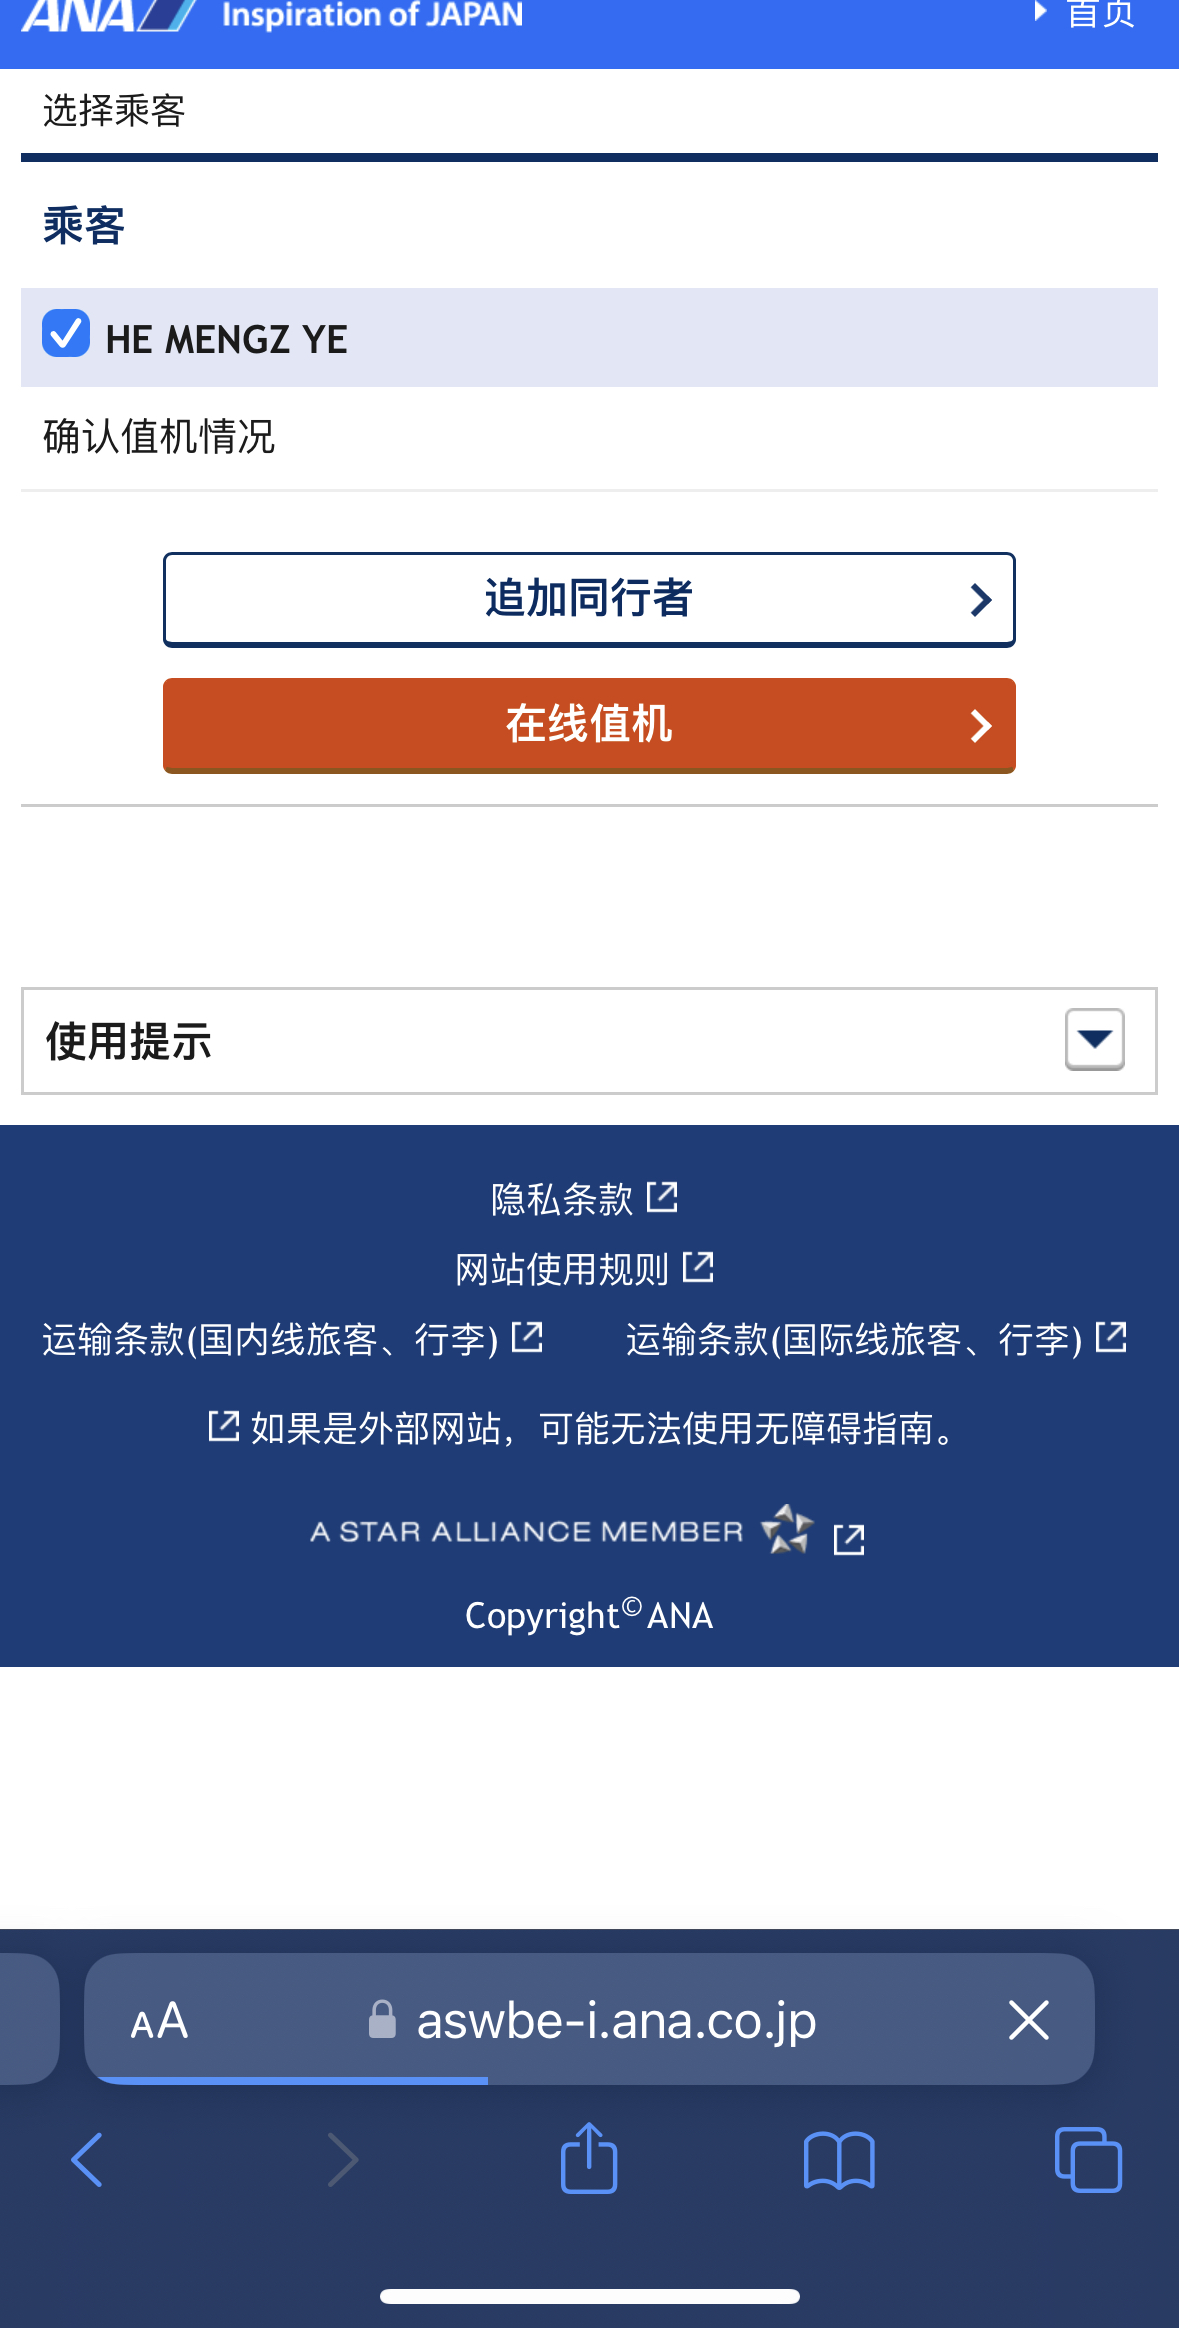 ANA Inspiration of JAPAN
首页
选择乘客
乘客
HE MENGZ YE
确认值机情况
追加同行者
在线值机
使用提示
隐私条款
网站使用规则
运输条款(国内线旅客、行李) 运输条款(国际线旅客、行李)
如果是外部网站，可能无法使用无障碍指南。
A STAR ALLIANCE MEMBER
Copyright© ANA
AA aswbe-i.ana.co.jp